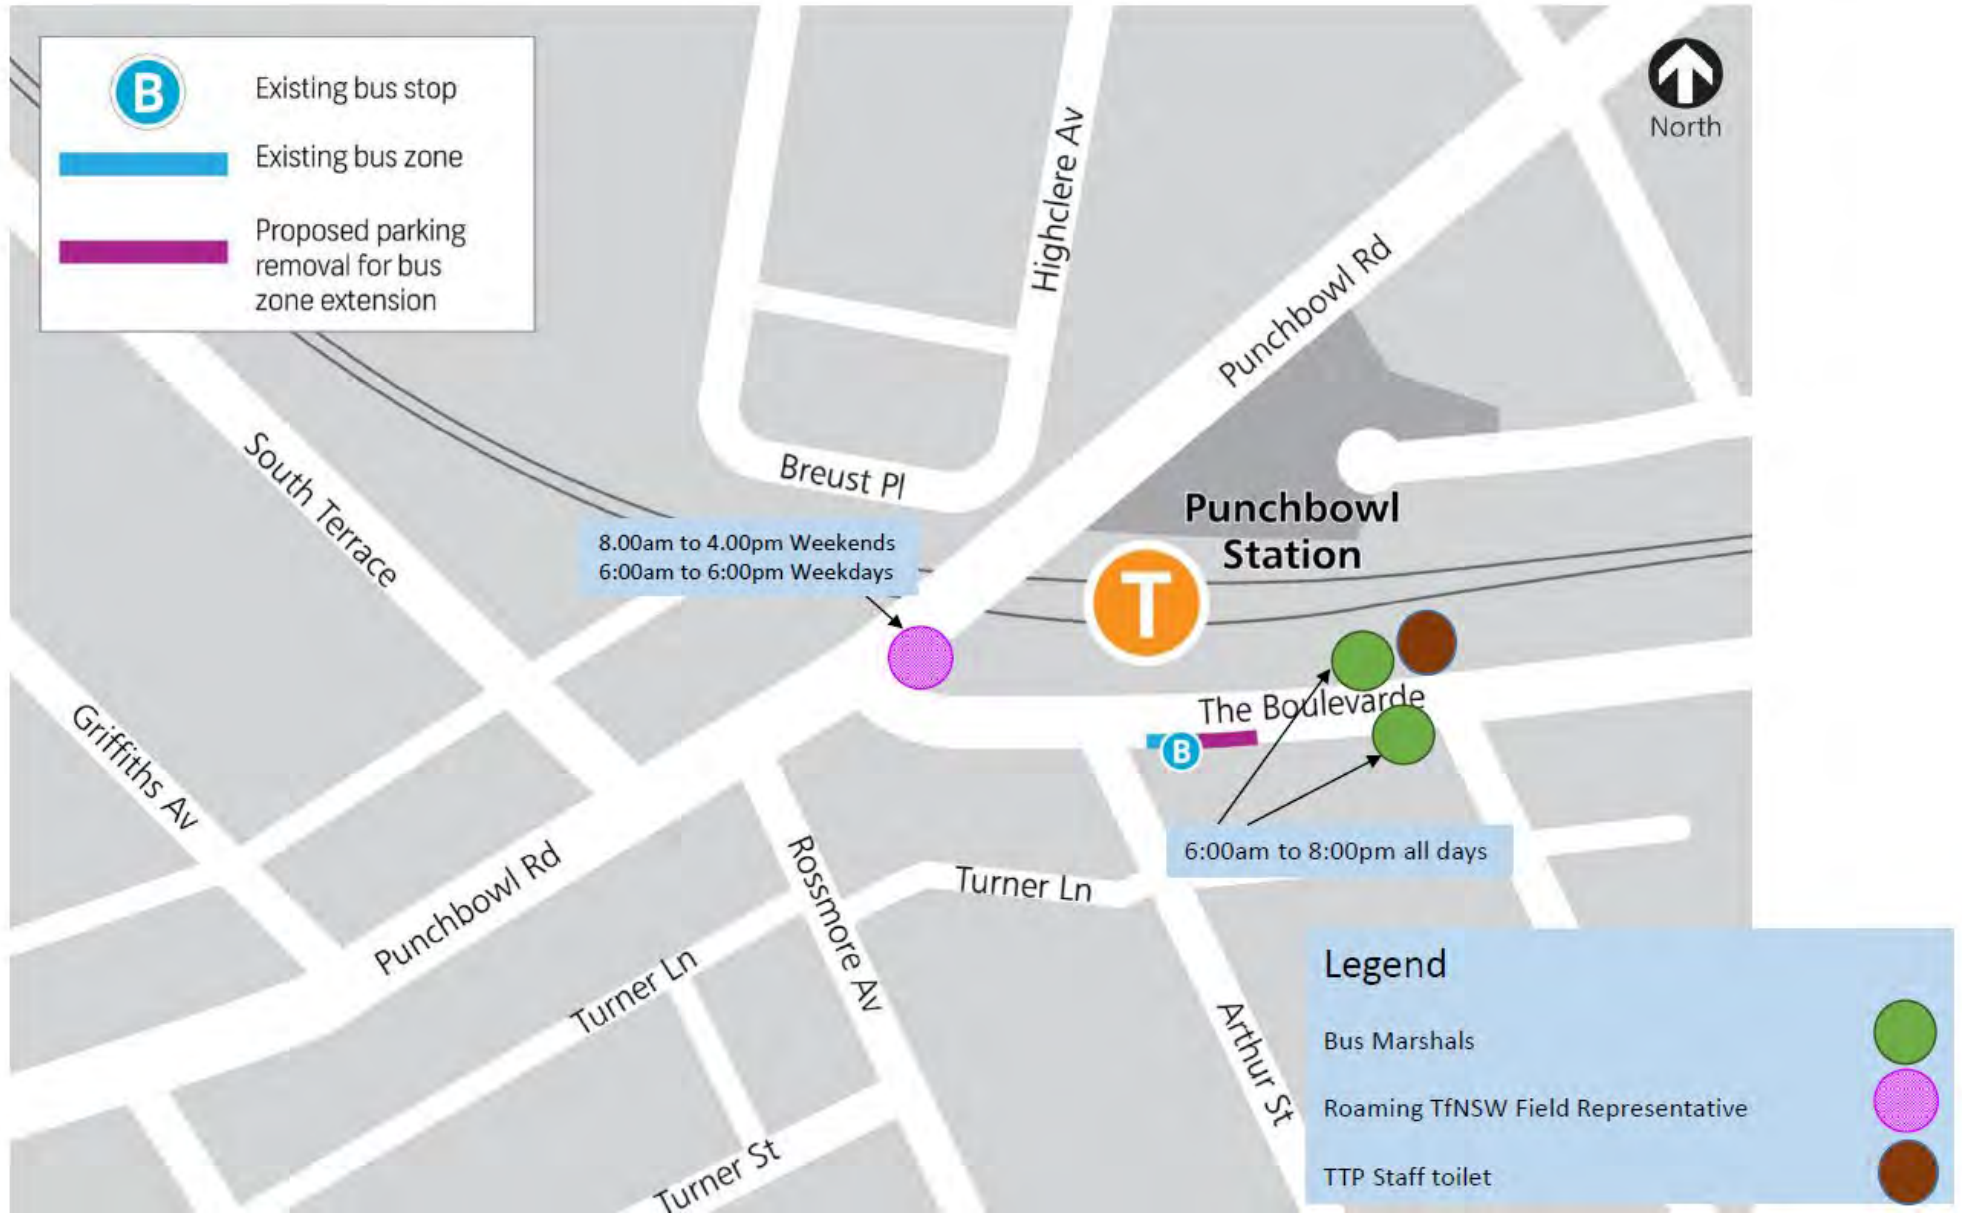 B
Existing bus stop
Existing bus zone
Proposed parking
removal for bus
zone extension
North
Highclere Av
Punchbowl Rd
South Terrace
Breust Pl
Punchbowl
Station
8.00am to 4.00pm Weekends
6:00am to 6:00pm Weekdays
T
The Boulevarde
B
Griffiths Av
6:00am to 8:00pm all days
Punchbowl Rd
Rossmore Av
Turner Ln
Turner Ln
Arthur St
Turner St
Legend
Bus Marshals
Roaming TfNSW Field Representative
TTP Staff toilet